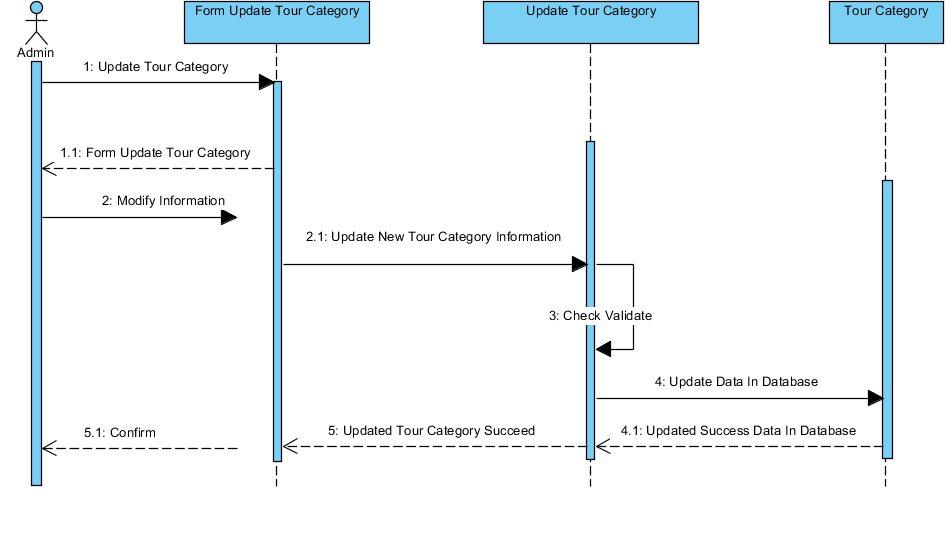 Form Update Tour Category
Update Tour Category
Tour Category
Admin
1: Update Tour Category
1.1: Form Update Tour Category
2: Modify Information
2.1: Update New Tour Category Information
3: Check Validate
4: Update Data In Database
4.1: Updated Success Data In Database
5: Updated Tour Category Succeed
5.1: Confirm